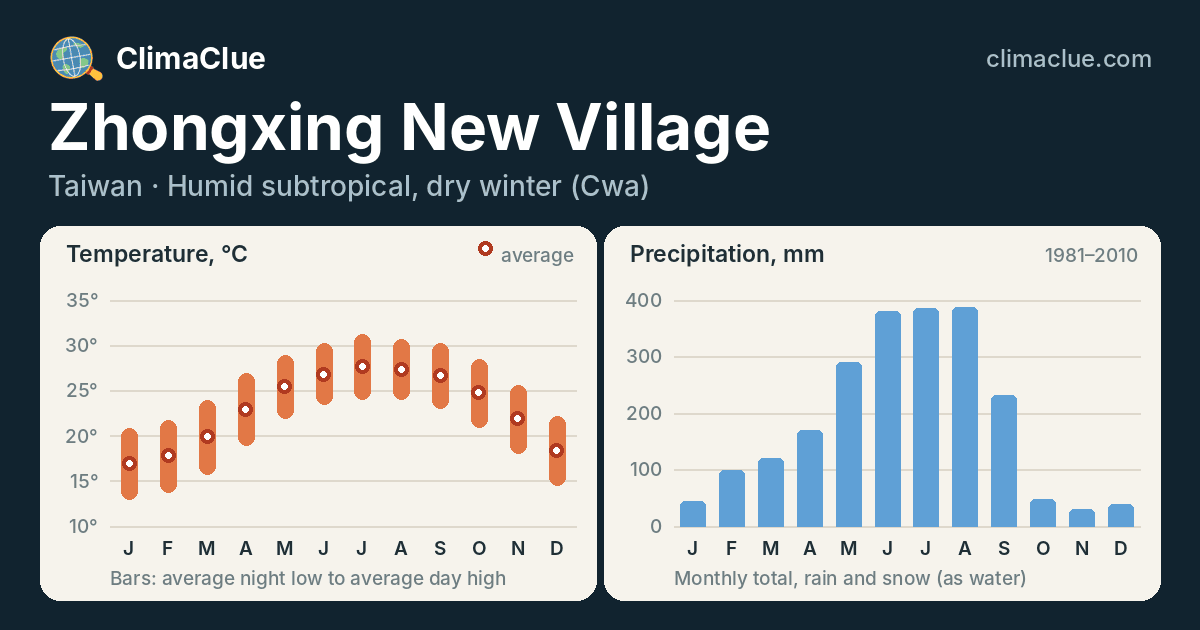 ClimaClue
climaclue.com
Zhongxing New Village
Taiwan · Humid subtropical, dry winter (Cwa)
Temperature, °C
average
35°
30°
25°
20°
15°
10°
J F M A M J J A S O N D
Bars: average night low to average day high
Precipitation, mm
1981–2010
400
300
200
100
0
J F M A M J J A S O N D
Monthly total, rain and snow (as water)